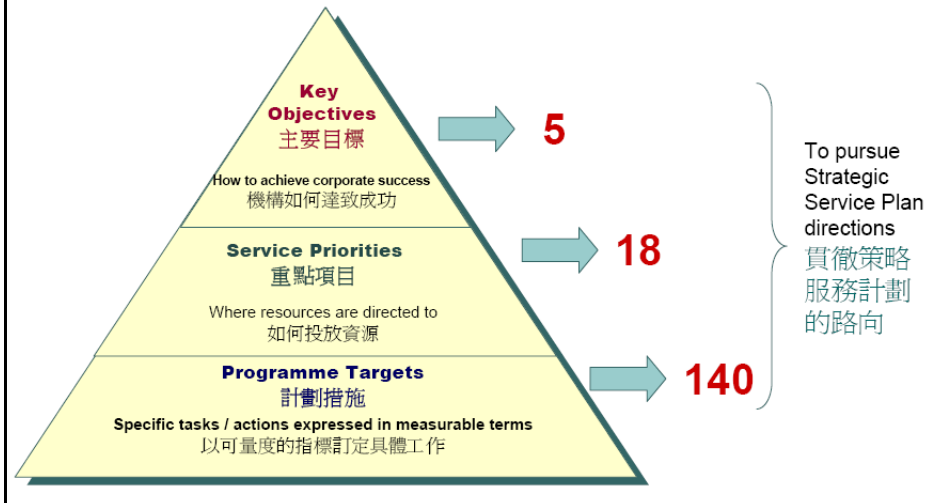 Key
Objectives
主要目標
How to achieve corporate success
機構如何達致成功
5
Service Priorities
重點項目
Where resources are directed to
如何投放資源
18
Programme Targets
計劃措施
Specific tasks / actions expressed in measurable terms
以可量度的指標訂定具體工作
140
To pursue
Strategic
Service Plan
directions
貫徹策略
服務計劃
的路向